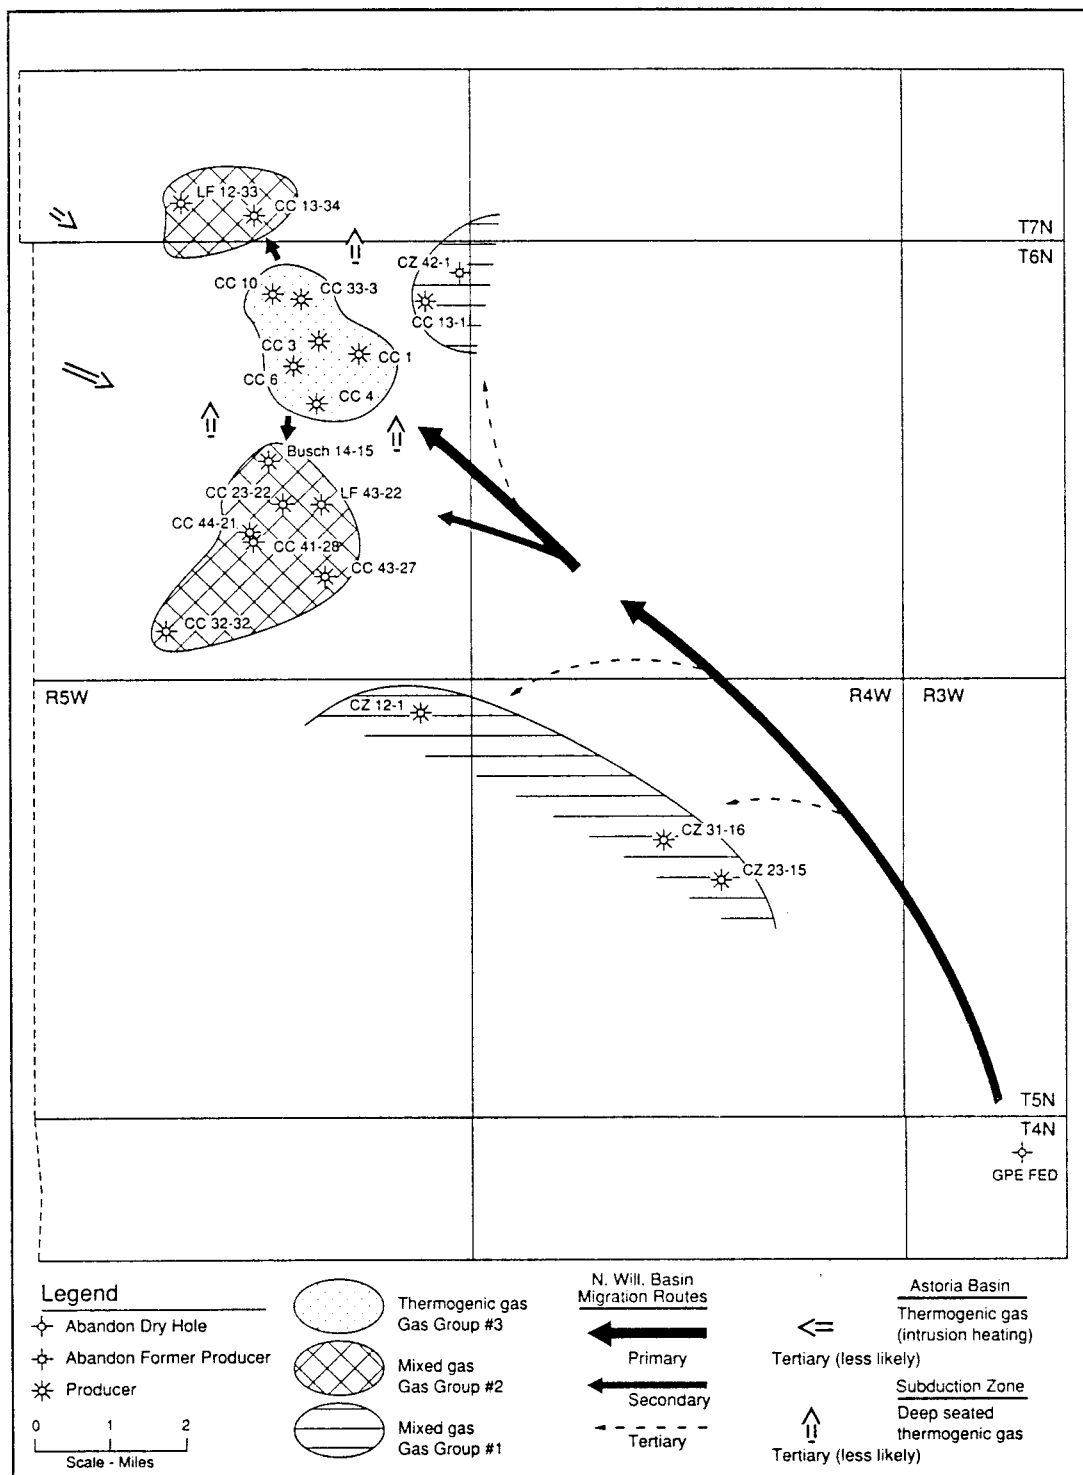 LF 12-33
CC 13-34
T7N
T6N
CZ 42-1
CC 10
CC 33-3
CC 13-1
CC 3
CC 1
CC 6
CC 4
Busch 14-15
CC 23-22
LF 43-22
CC 44-21
CC 41-28
CC 43-27
CC 32-32
R5W
R4W
R3W
CZ 12-1
CZ 31-16
CZ 23-15
T5N
T4N
GPE FED
Legend
Abandon Dry Hole
Abandon Former Producer
Producer
0 1 2
Scale - Miles
Thermogenic gas
Gas Group #3
Mixed gas
Gas Group #2
Mixed gas
Gas Group #1
N. Will. Basin
Migration Routes
Primary
Secondary
Tertiary
Astoria Basin
Thermogenic gas
(intrusion heating)
Tertiary (less likely)
Subduction Zone
Deep seated
thermogenic gas
Tertiary (less likely)